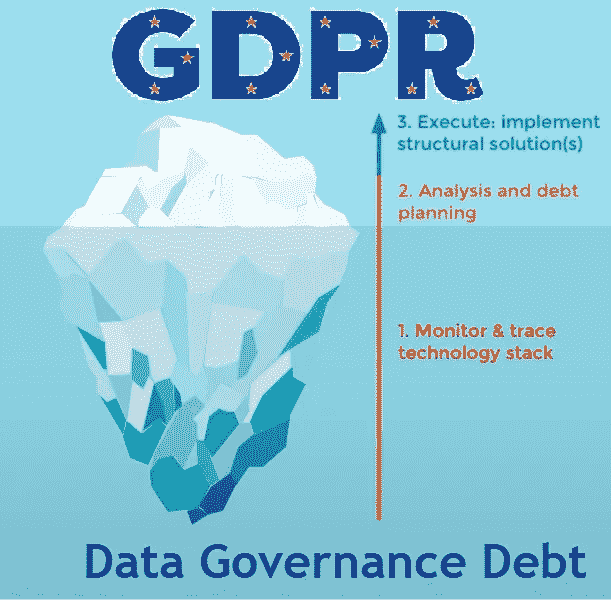 GDPR
3. Execute: implement
structural solution(s)
2. Analysis and debt
planning
1. Monitor & trace
technology stack
Data Governance Debt